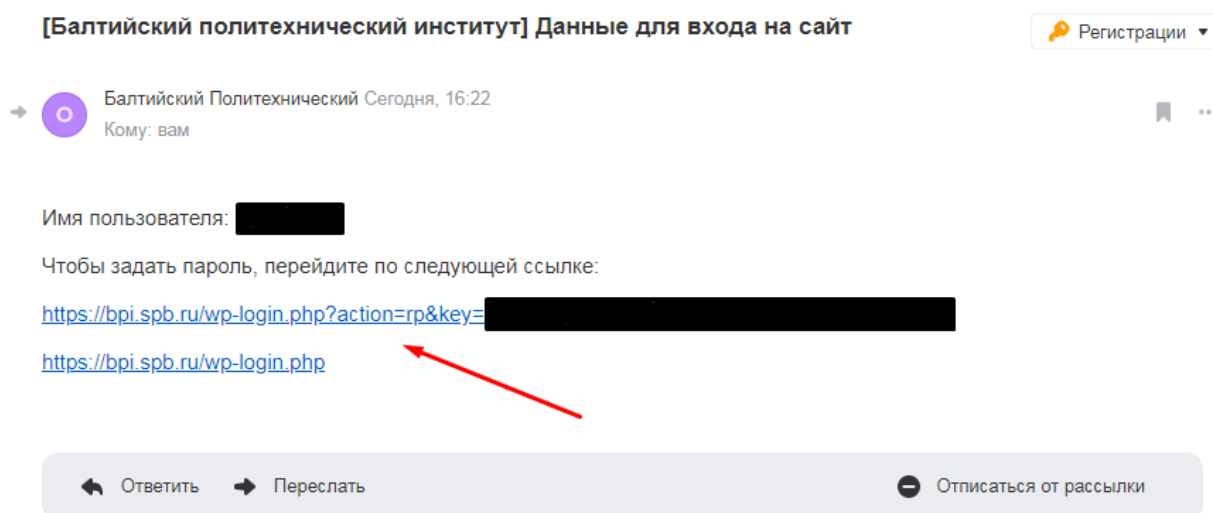 [Балтийский политехнический институт] Данные для входа на сайт
Регистрации
О
Балтийский Политехнический Сегодня, 16:22
Кому: вам
Имя пользователя:
Чтобы задать пароль, перейдите по следующей ссылке:
https://bpi.spb.ru/wp-login.php?action=rp&key=
https://bpi.spb.ru/wp-login.php
Ответить Переслать Отписаться от рассылки